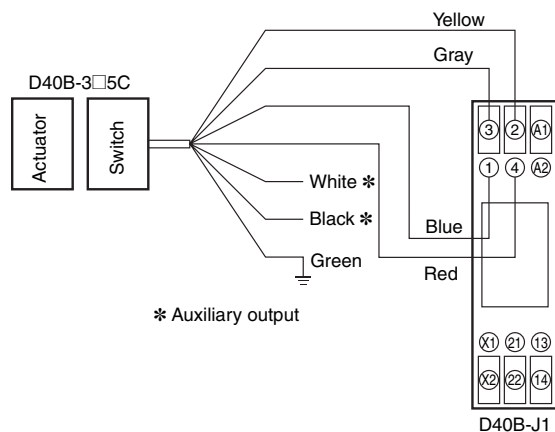 Yellow
Gray
D40B-3□5C
Actuator
Switch
3 2 A1
1 4 A2
White ✽
Black ✽
Blue
Green
Red
✽ Auxiliary output
X1 21 13
X2 22 14
D40B-J1